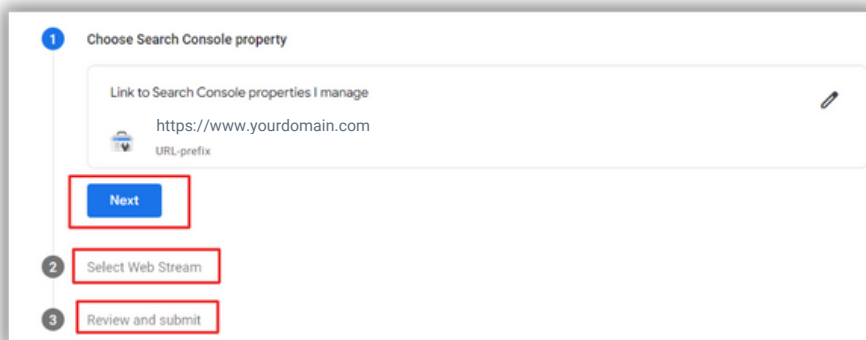 1 Choose Search Console property
Link to Search Console properties I manage
https://www.yourdomain.com
URL-prefix
Next
2 Select Web Stream
3 Review and submit